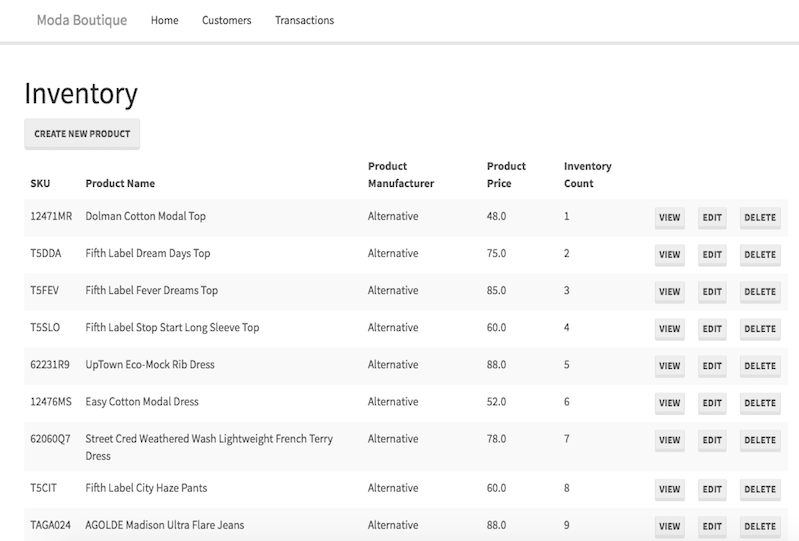 Moda Boutique Home Customers Transactions
Inventory
CREATE NEW PRODUCT
SKU Product Name Product Manufacturer Product Price Inventory Count
12471MR Dolman Cotton Modal Top Alternative 48.0 1 VIEW EDIT DELETE
T5DDA Fifth Label Dream Days Top Alternative 75.0 2 VIEW EDIT DELETE
T5FEV Fifth Label Fever Dreams Top Alternative 85.0 3 VIEW EDIT DELETE
T5SLO Fifth Label Stop Start Long Sleeve Top Alternative 60.0 4 VIEW EDIT DELETE
62231R9 UpTown Eco-Mock Rib Dress Alternative 88.0 5 VIEW EDIT DELETE
12476MS Easy Cotton Modal Dress Alternative 52.0 6 VIEW EDIT DELETE
62060Q7 Street Cred Weathered Wash Lightweight French Terry Alternative 78.0 7 VIEW EDIT DELETE
Dress
T5CIT Fifth Label City Haze Pants Alternative 60.0 8 VIEW EDIT DELETE
TAGA024 AGOLDE Madison Ultra Flare Jeans Alternative 88.0 9 VIEW EDIT DELETE